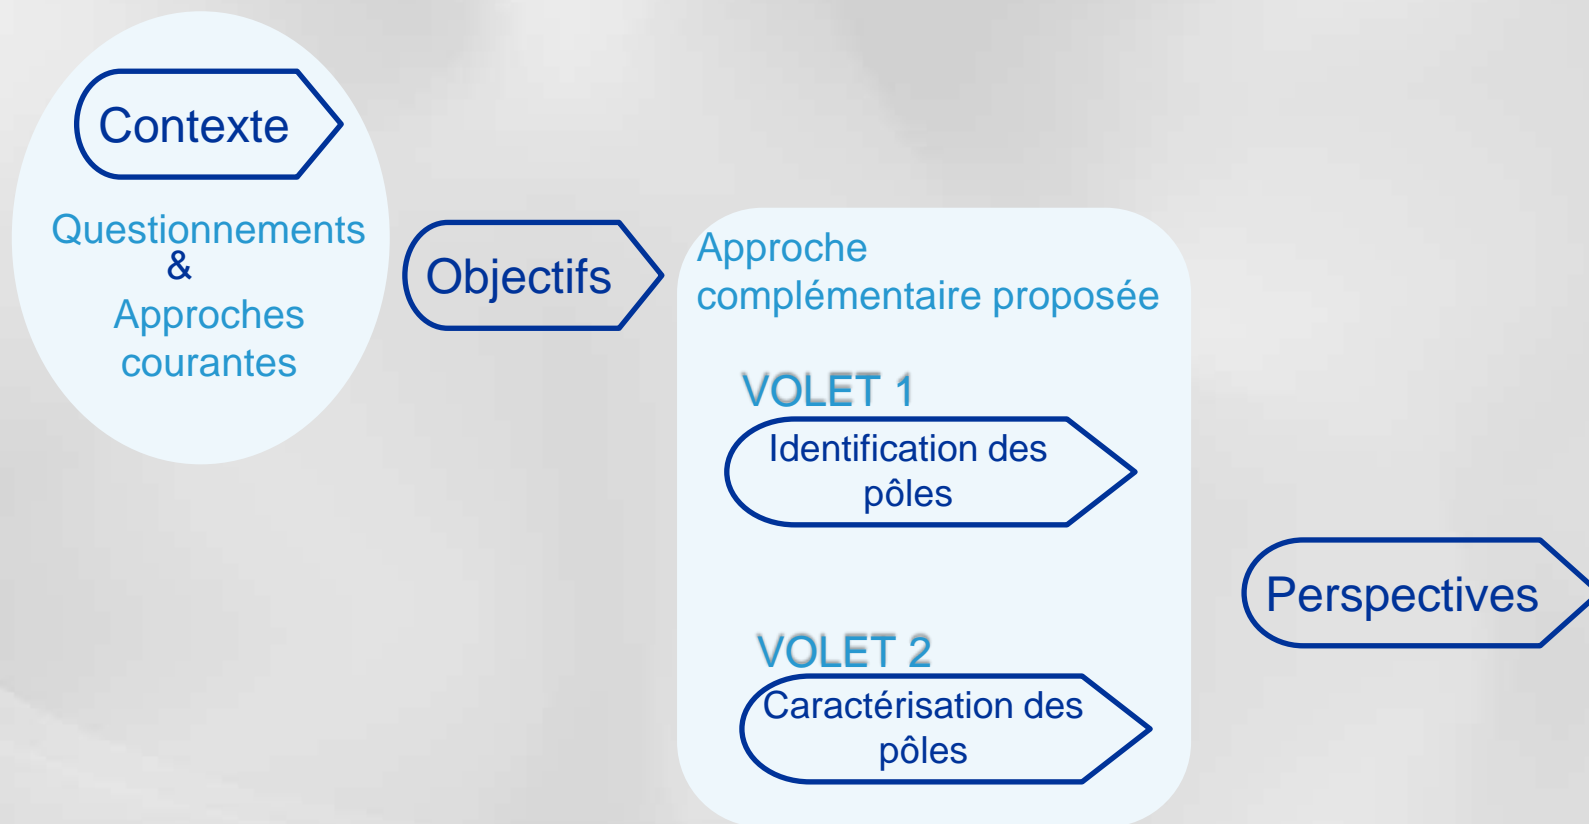 Contexte
Questionnements
&
Approches
courantes
Objectifs
Approche
complémentaire proposée
VOLET 1
Identification des
pôles
VOLET 2
Caractérisation des
pôles
Perspectives